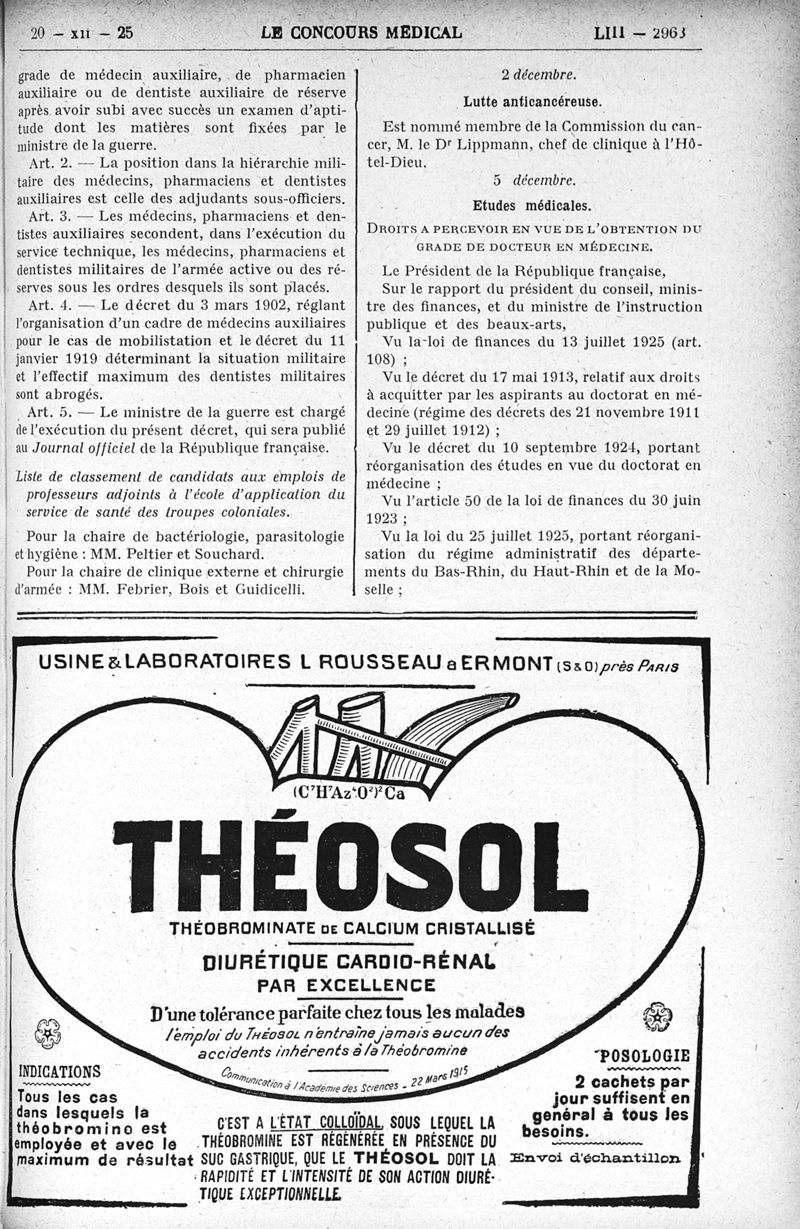 20 — XII — 25
LE CONCOURS MÉDICAL
LIII — 2963
grade de médecin auxiliaire, de pharmacien
auxiliaire ou de dentiste auxiliaire de réserve
après avoir subi avec succès un examen d'apti-
tude dont les matières sont fixées par le
ministre de la guerre.
Art. 2. — La position dans la hiérarchie mili-
taire des médecins, pharmaciens et dentistes
auxiliaires est celle des adjudants sous-officiers.
Art. 3. — Les médecins, pharmaciens et den-
tistes auxiliaires secondent, dans l'exécution du
service technique, les médecins, pharmaciens et
dentistes militaires de l'armée active ou des ré-
serves sous les ordres desquels ils sont placés.
Art. 4. — Le décret du 3 mars 1902, réglant
l'organisation d'un cadre de médecins auxiliaires
pour le cas de mobilistation et le décret du 11
janvier 1919 déterminant la situation militaire
et l'effectif maximum des dentistes militaires
sont abrogés.
Art. 5. — Le ministre de la guerre est chargé
de l'exécution du présent décret, qui sera publié
au Journal officiel de la République française.
Liste de classement de candidats aux emplois de
professeurs adjoints à l'école d'application du
service de santé des troupes coloniales.
Pour la chaire de bactériologie, parasitologie
et hygiène : MM. Peltier et Souchard.
Pour la chaire de clinique externe et chirurgie
d'armée : MM. Febrier, Bois et Guidicelli.
2 décembre.
Lutte anticancéreuse.
Est nommé membre de la Commission du can-
cer, M. le Dr Lippmann, chef de clinique à l'Hô-
tel-Dieu.
5 décembre.
Etudes médicales.
DROITS A PERCEVOIR EN VUE DE L'OBTENTION DU
GRADE DE DOCTEUR EN MÉDECINE.
Le Président de la République française,
Sur le rapport du président du conseil, minis-
tre des finances, et du ministre de l'instruction
publique et des beaux-arts,
Vu la loi de finances du 13 juillet 1925 (art.
108) ;
Vu le décret du 17 mai 1913, relatif aux droits
à acquitter par les aspirants au doctorat en mé-
decine (régime des décrets des 21 novembre 1911
et 29 juillet 1912) ;
Vu le décret du 10 septembre 1924, portant
réorganisation des études en vue du doctorat en
médecine ;
Vu l'article 50 de la loi de finances du 30 juin
1923 ;
Vu la loi du 25 juillet 1925, portant réorgani-
sation du régime administratif des départe-
ments du Bas-Rhin, du Haut-Rhin et de la Mo-
selle ;
USINE & LABORATOIRES L ROUSSEAU à ERMONT (S & O) près PARIS
(C⁷H⁷Az⁴O²)²Ca
THÉOSOL
THÉOBROMINATE DE CALCIUM CRISTALLISÉ
DIURÉTIQUE CARDIO-RÉNAL
PAR EXCELLENCE
D'une tolérance parfaite chez tous les malades
l'emploi du THÉOSOL n'entraîne jamais aucun des
accidents inhérents à la Théobromine
Communication à l'Académie des Sciences - 22 Mars 1915
INDICATIONS
Tous les cas
dans lesquels la
théobromino est
employée et avec le
maximum de résultat
C'EST A L'ÉTAT COLLOÏDAL, SOUS LEQUEL LA
THÉOBROMINE EST RÉGÉNÉRÉE EN PRÉSENCE DU
SUC GASTRIQUE, QUE LE THÉOSOL DOIT LA
RAPIDITÉ ET L'INTENSITÉ DE SON ACTION DIURÉ-
TIQUE EXCEPTIONNELLE.
POSOLOGIE
2 cachets par
jour suffisent en
général à tous les
besoins.
Envoi d'échantillon